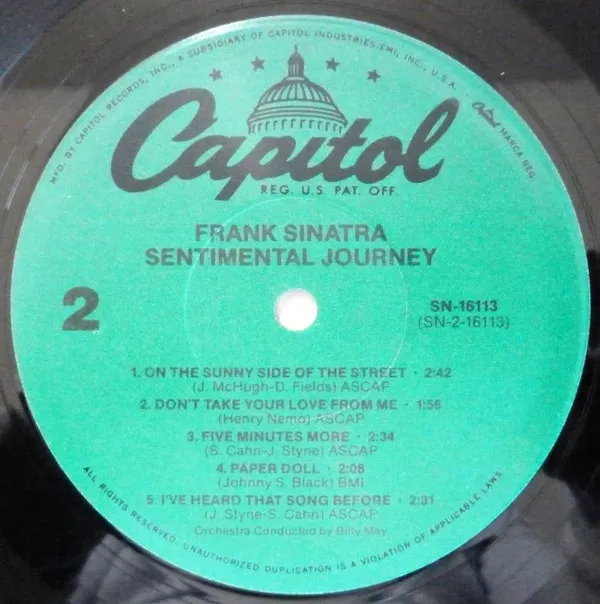 MFD. BY CAPITOL RECORDS, INC., A SUBSIDIARY OF CAPITOL INDUSTRIES-EMI, INC., U.S.A. · Capitol MARCA REG.
Capitol
REG. U.S. PAT. OFF.
FRANK SINATRA
SENTIMENTAL JOURNEY
2
SN-16113
(SN-2-16113)
1. ON THE SUNNY SIDE OF THE STREET · 2:42
(J. McHugh-D. Fields) ASCAP
2. DON'T TAKE YOUR LOVE FROM ME · 1:56
(Henry Nemo) ASCAP
3. FIVE MINUTES MORE · 2:34
(S. Cahn-J. Styne) ASCAP
4. PAPER DOLL · 2:08
(Johnny S. Black) BMI
5. I'VE HEARD THAT SONG BEFORE · 2:31
(J. Styne-S. Cahn) ASCAP
Orchestra Conducted by Billy May.
ALL RIGHTS RESERVED. UNAUTHORIZED DUPLICATION IS A VIOLATION OF APPLICABLE LAWS